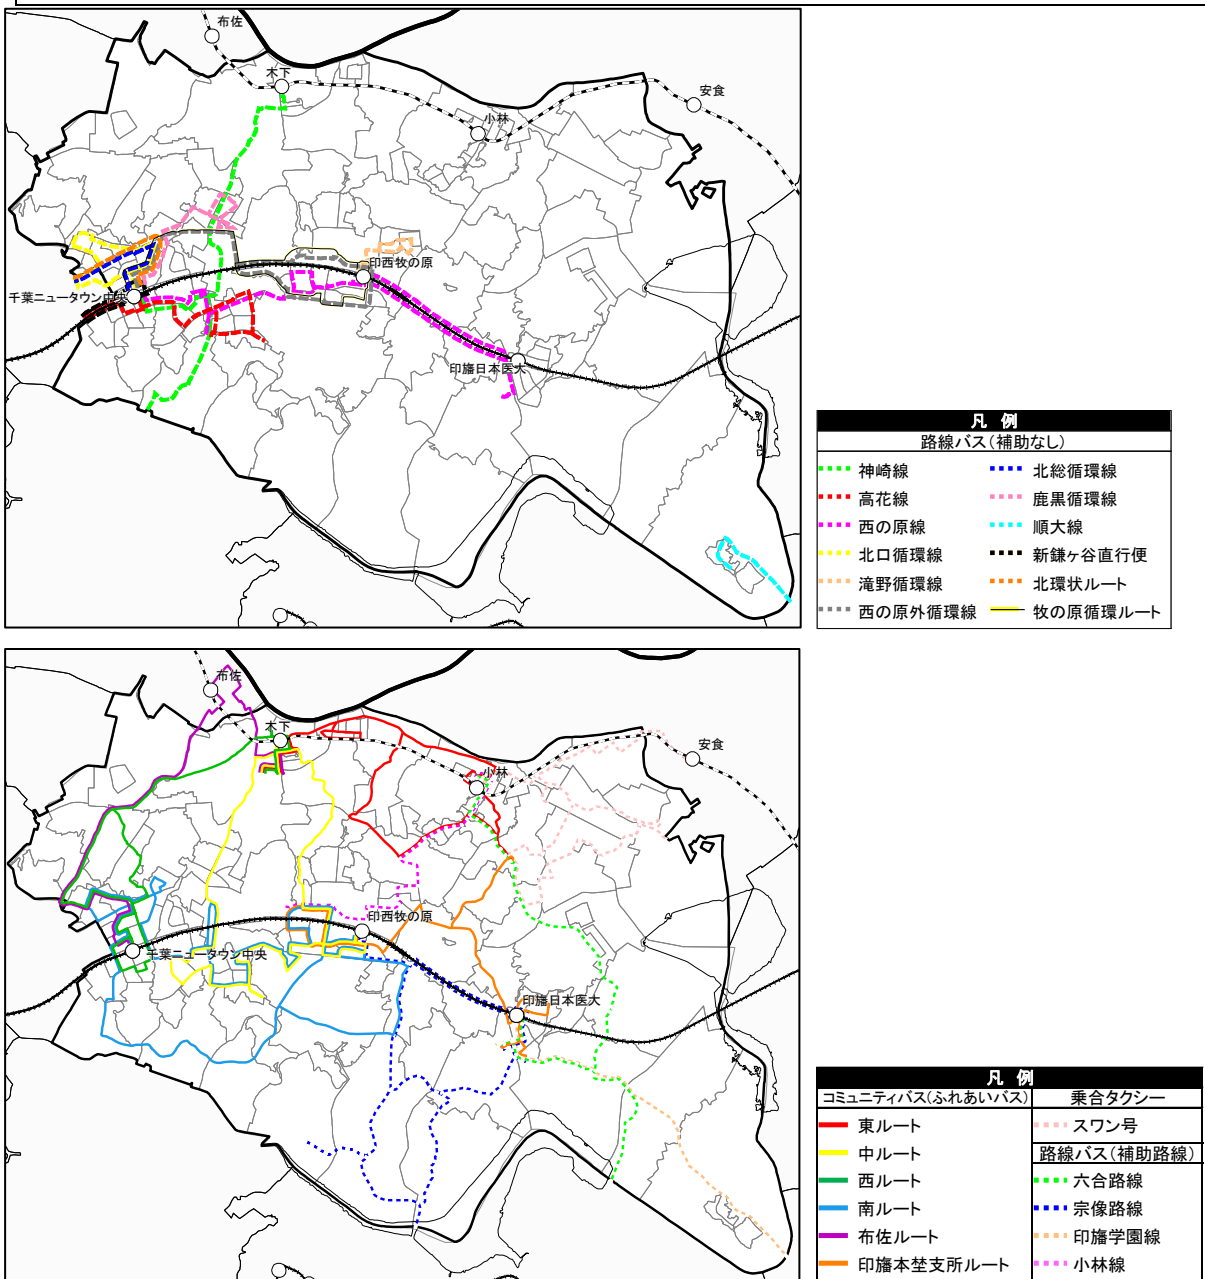 布佐
木下
小林
安食
印西牧の原
千葉ニュータウン中央
印旛日本医大
凡 例
路線バス(補助なし)
神崎線
北総循環線
高花線
鹿黒循環線
西の原線
順大線
北口循環線
新鎌ヶ谷直行便
滝野循環線
北環状ルート
西の原外循環線
牧の原循環ルート
布佐
木下
安食
小林
印西牧の原
千葉ニュータウン中央
印旛日本医大
凡 例
コミュニティバス(ふれあいバス)
乗合タクシー
東ルート
スワン号
中ルート
路線バス(補助路線)
西ルート
六合路線
南ルート
宗像路線
布佐ルート
印旛学園線
印旛本埜支所ルート
小林線